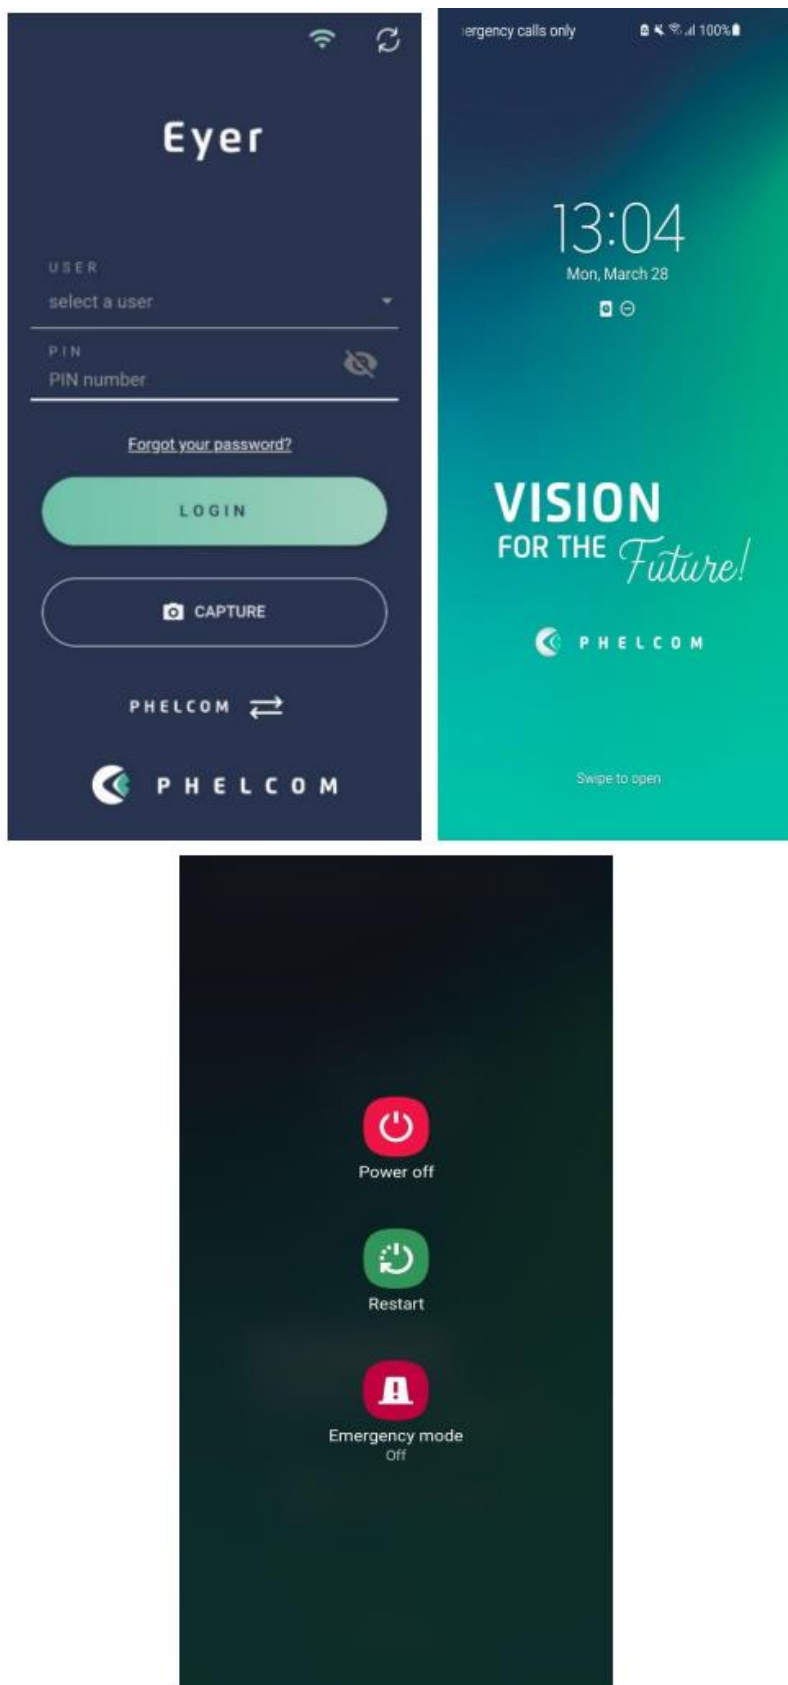 Eyer
USER
select a user
PIN
PIN number
Forgot your password?
LOGIN
CAPTURE
PHELCOM
PHELCOM
ergency calls only 100%
13:04
Mon, March 28
VISION
FOR THE Future!
PHELCOM
Swipe to open
Power off
Restart
Emergency mode
Off